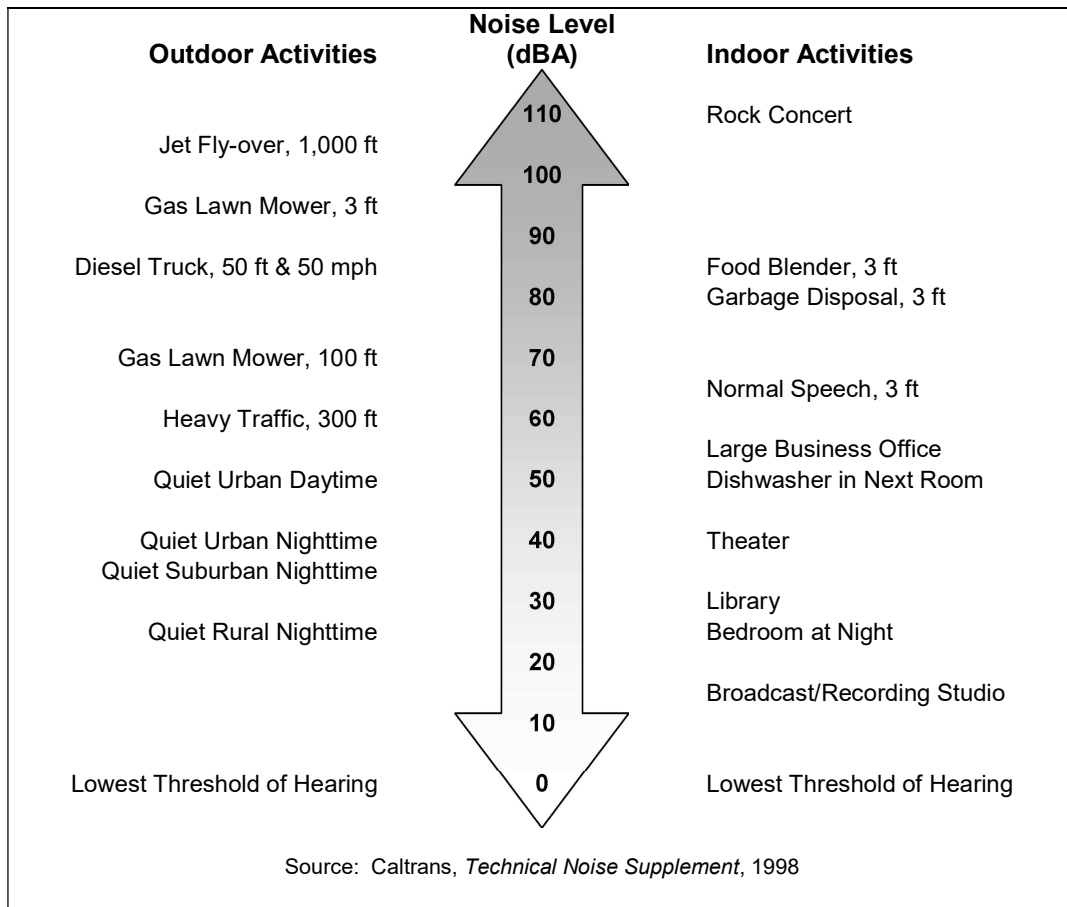 Noise Level
Outdoor Activities (dBA) Indoor Activities
110 Rock Concert
Jet Fly-over, 1,000 ft
100
Gas Lawn Mower, 3 ft
90
Diesel Truck, 50 ft & 50 mph Food Blender, 3 ft
80 Garbage Disposal, 3 ft
Gas Lawn Mower, 100 ft 70
Normal Speech, 3 ft
Heavy Traffic, 300 ft 60
Large Business Office
Quiet Urban Daytime 50 Dishwasher in Next Room
Quiet Urban Nighttime 40 Theater
Quiet Suburban Nighttime
30 Library
Quiet Rural Nighttime Bedroom at Night
20
Broadcast/Recording Studio
10
Lowest Threshold of Hearing 0 Lowest Threshold of Hearing
Source: Caltrans, Technical Noise Supplement, 1998